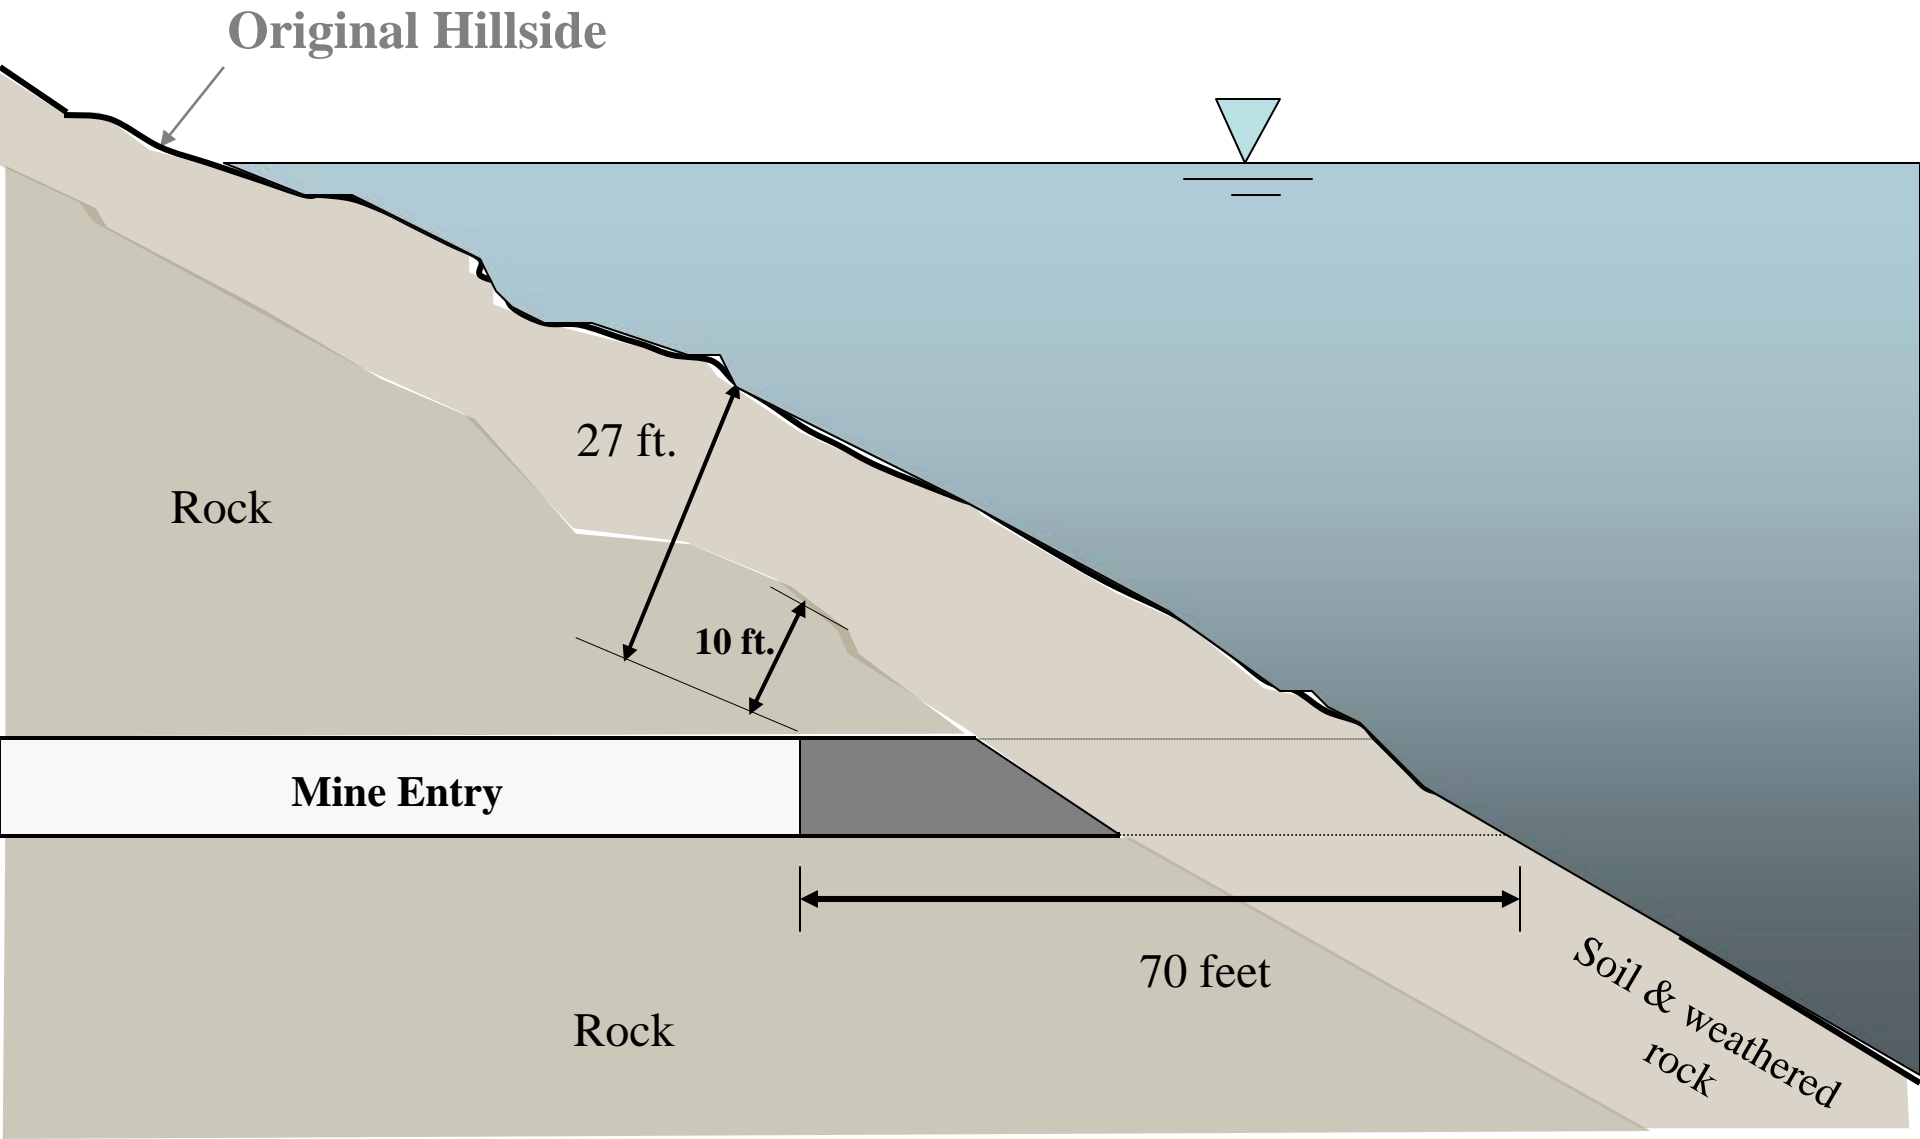 Original Hillside
27 ft.
Rock
10 ft.
Mine Entry
70 feet
Soil & weathered
rock
Rock